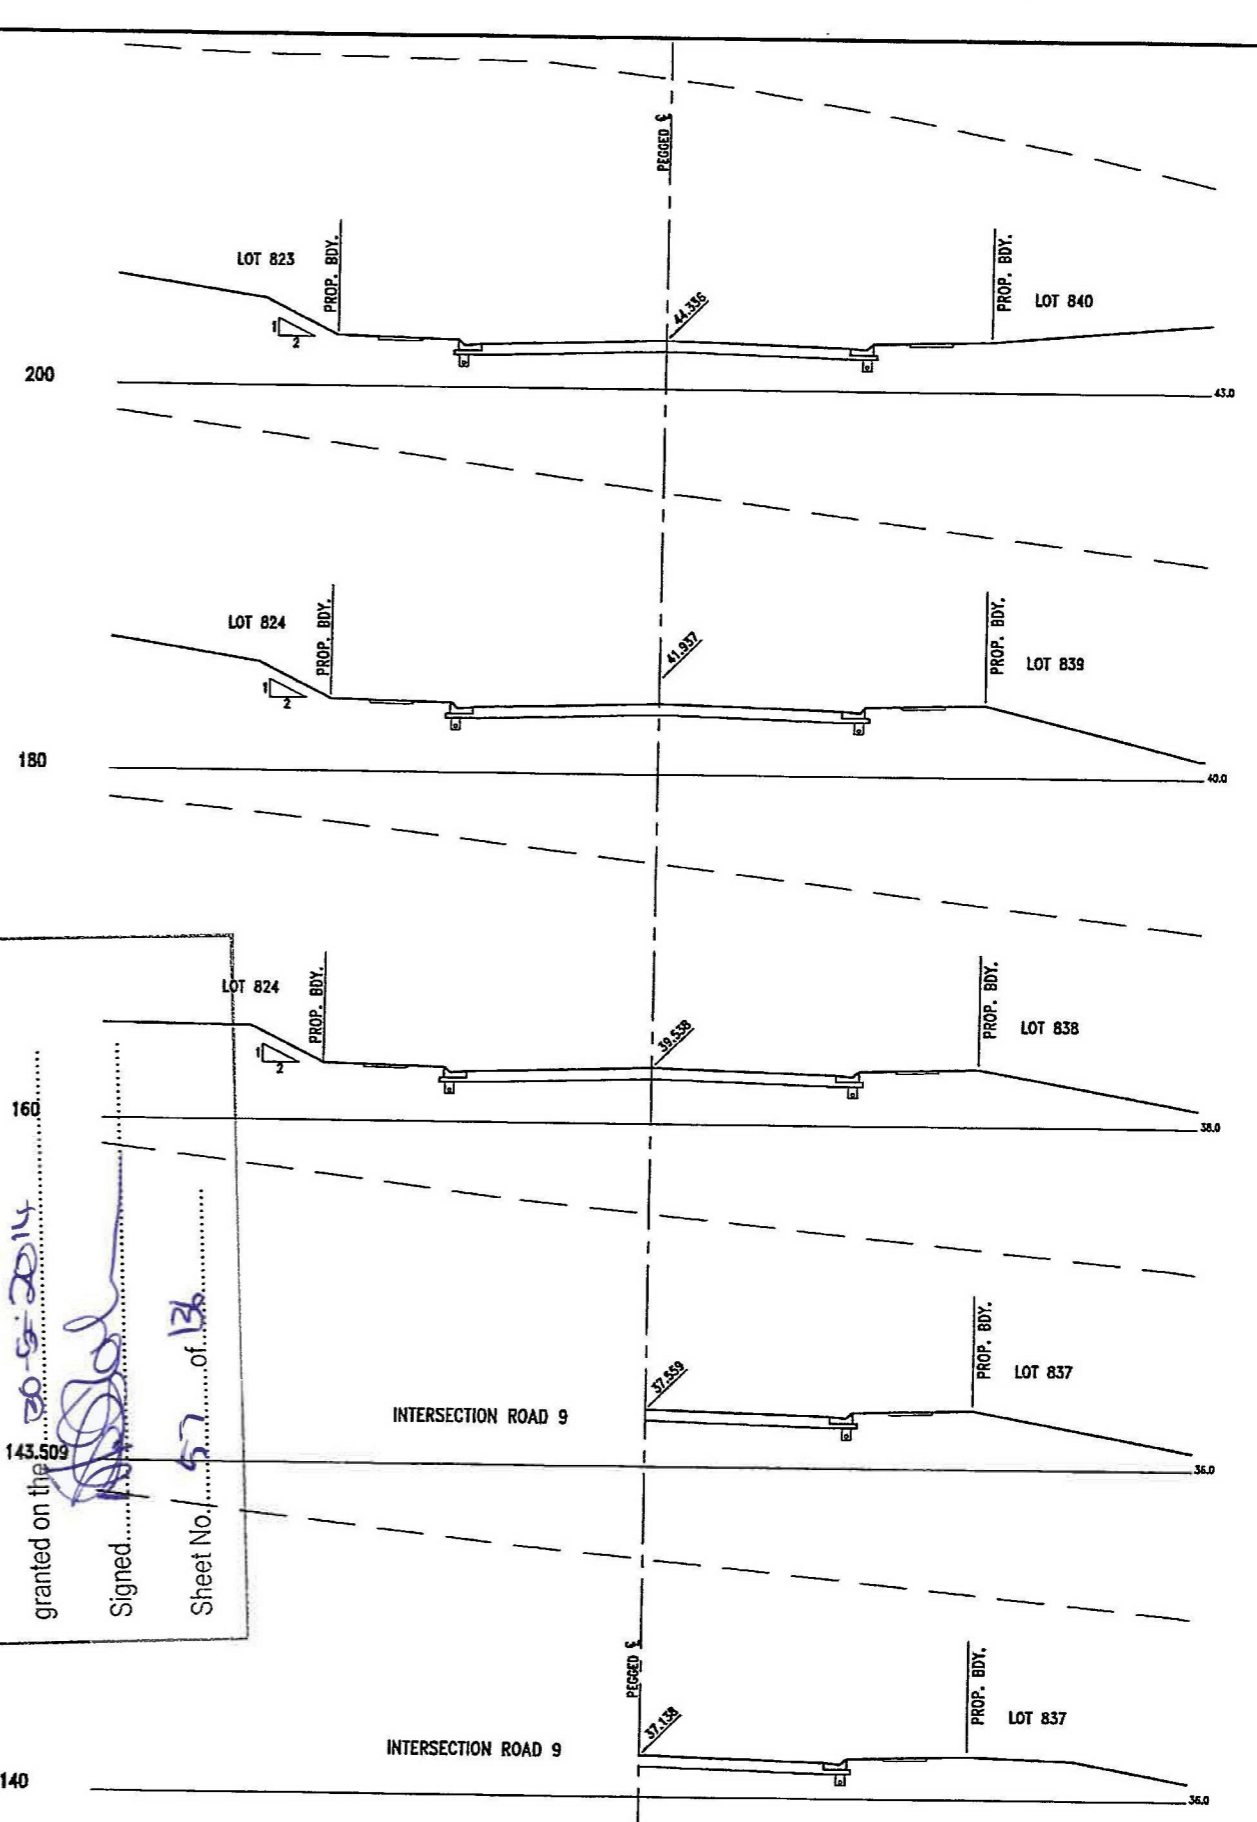 PEGGED ℄
LOT 823
PROP. BDY.
1
2
44.336
PROP. BDY.
LOT 840
200
43.0
LOT 824
PROP. BDY.
1
2
41.937
PROP. BDY.
LOT 839
180
40.0
LOT 824
PROP. BDY.
1
2
39.538
PROP. BDY.
LOT 838
160
38.0
granted on the 30-5-2014
Signed
Sheet No. 57 of 136
37.559
PROP. BDY.
LOT 837
INTERSECTION ROAD 9
143.509
36.0
PEGGED ℄
37.138
PROP. BDY.
LOT 837
INTERSECTION ROAD 9
140
36.0